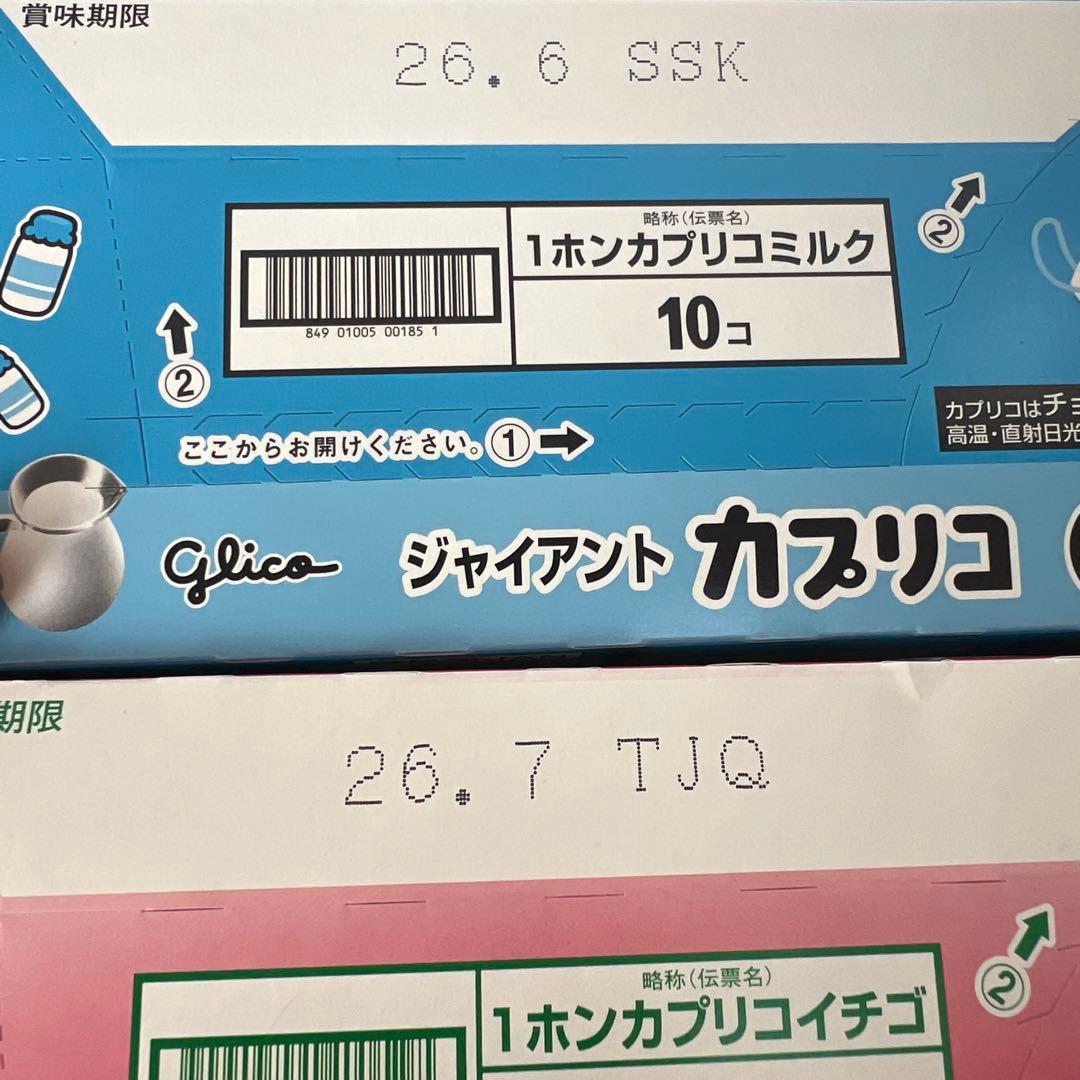 賞味期限
26. 6 SSK
略称(伝票名)
1ホンカプリコミルク
10コ
849 01005 00185 1
②
②
ここからお開けください。①
カプリコはチョ
高温・直射日光
glico ジャイアント カプリコ
期限
26. 7 TJQ
②
略称(伝票名)
1ホンカプリコイチゴ